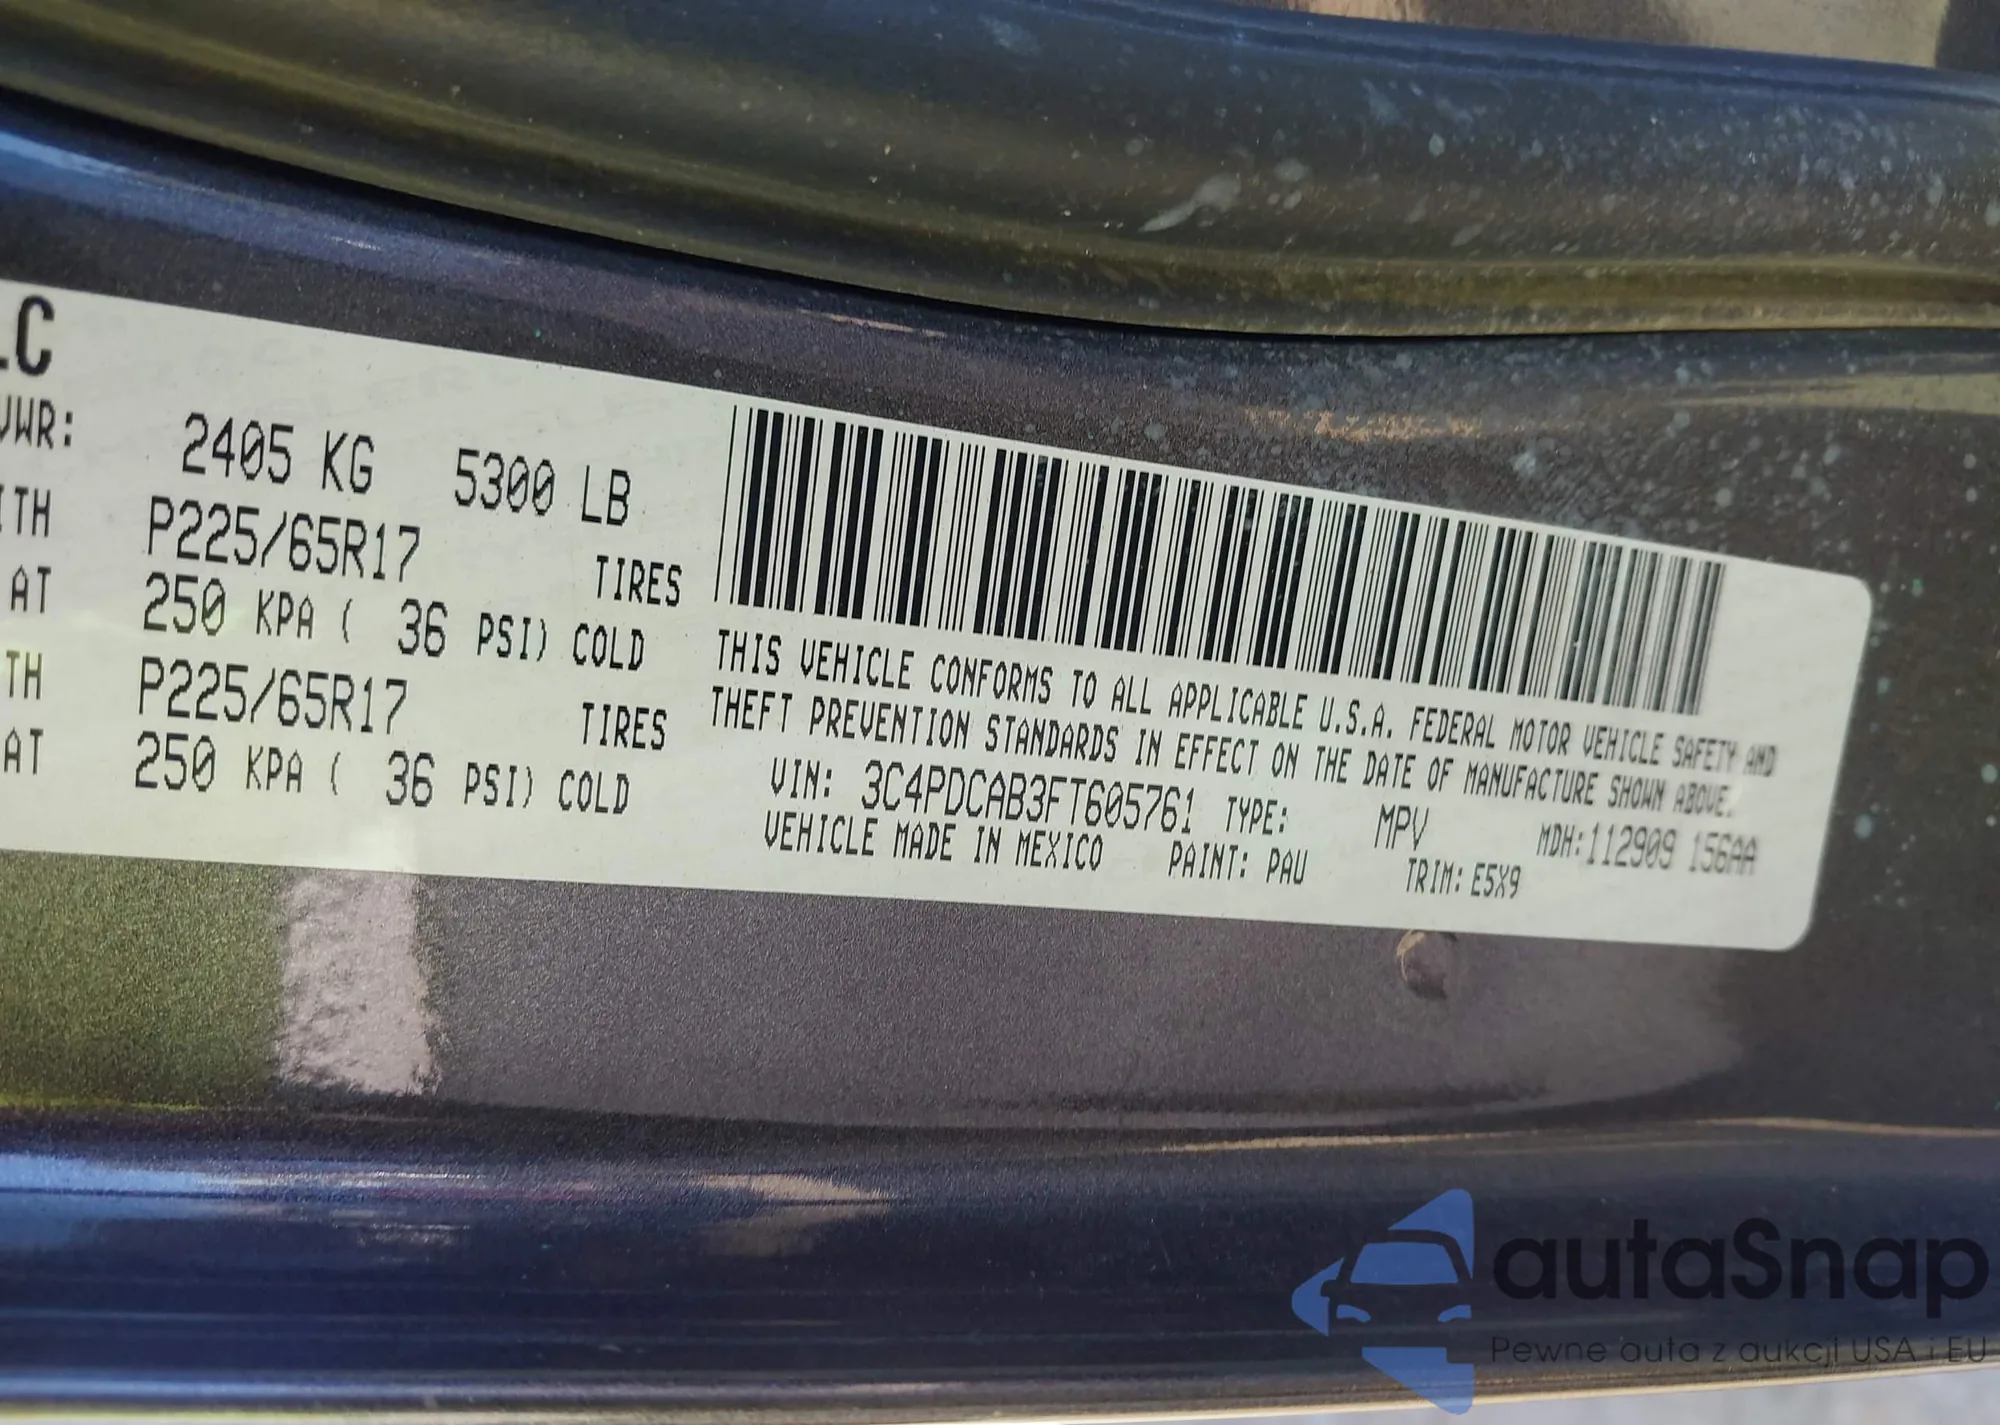 LC
VWR: 2405 KG 5300 LB
ITH P225/65R17 TIRES
AT 250 KPA ( 36 PSI) COLD
TH P225/65R17 TIRES
AT 250 KPA ( 36 PSI) COLD
THIS VEHICLE CONFORMS TO ALL APPLICABLE U.S.A. FEDERAL MOTOR VEHICLE SAFETY AND
THEFT PREVENTION STANDARDS IN EFFECT ON THE DATE OF MANUFACTURE SHOWN ABOVE.
VIN: 3C4PDCAB3FT605761 TYPE: MPV MDH:112909 156AA
VEHICLE MADE IN MEXICO PAINT: PAU TRIM: E5X9
autaSnap
Pewne auta z aukcji USA i EU